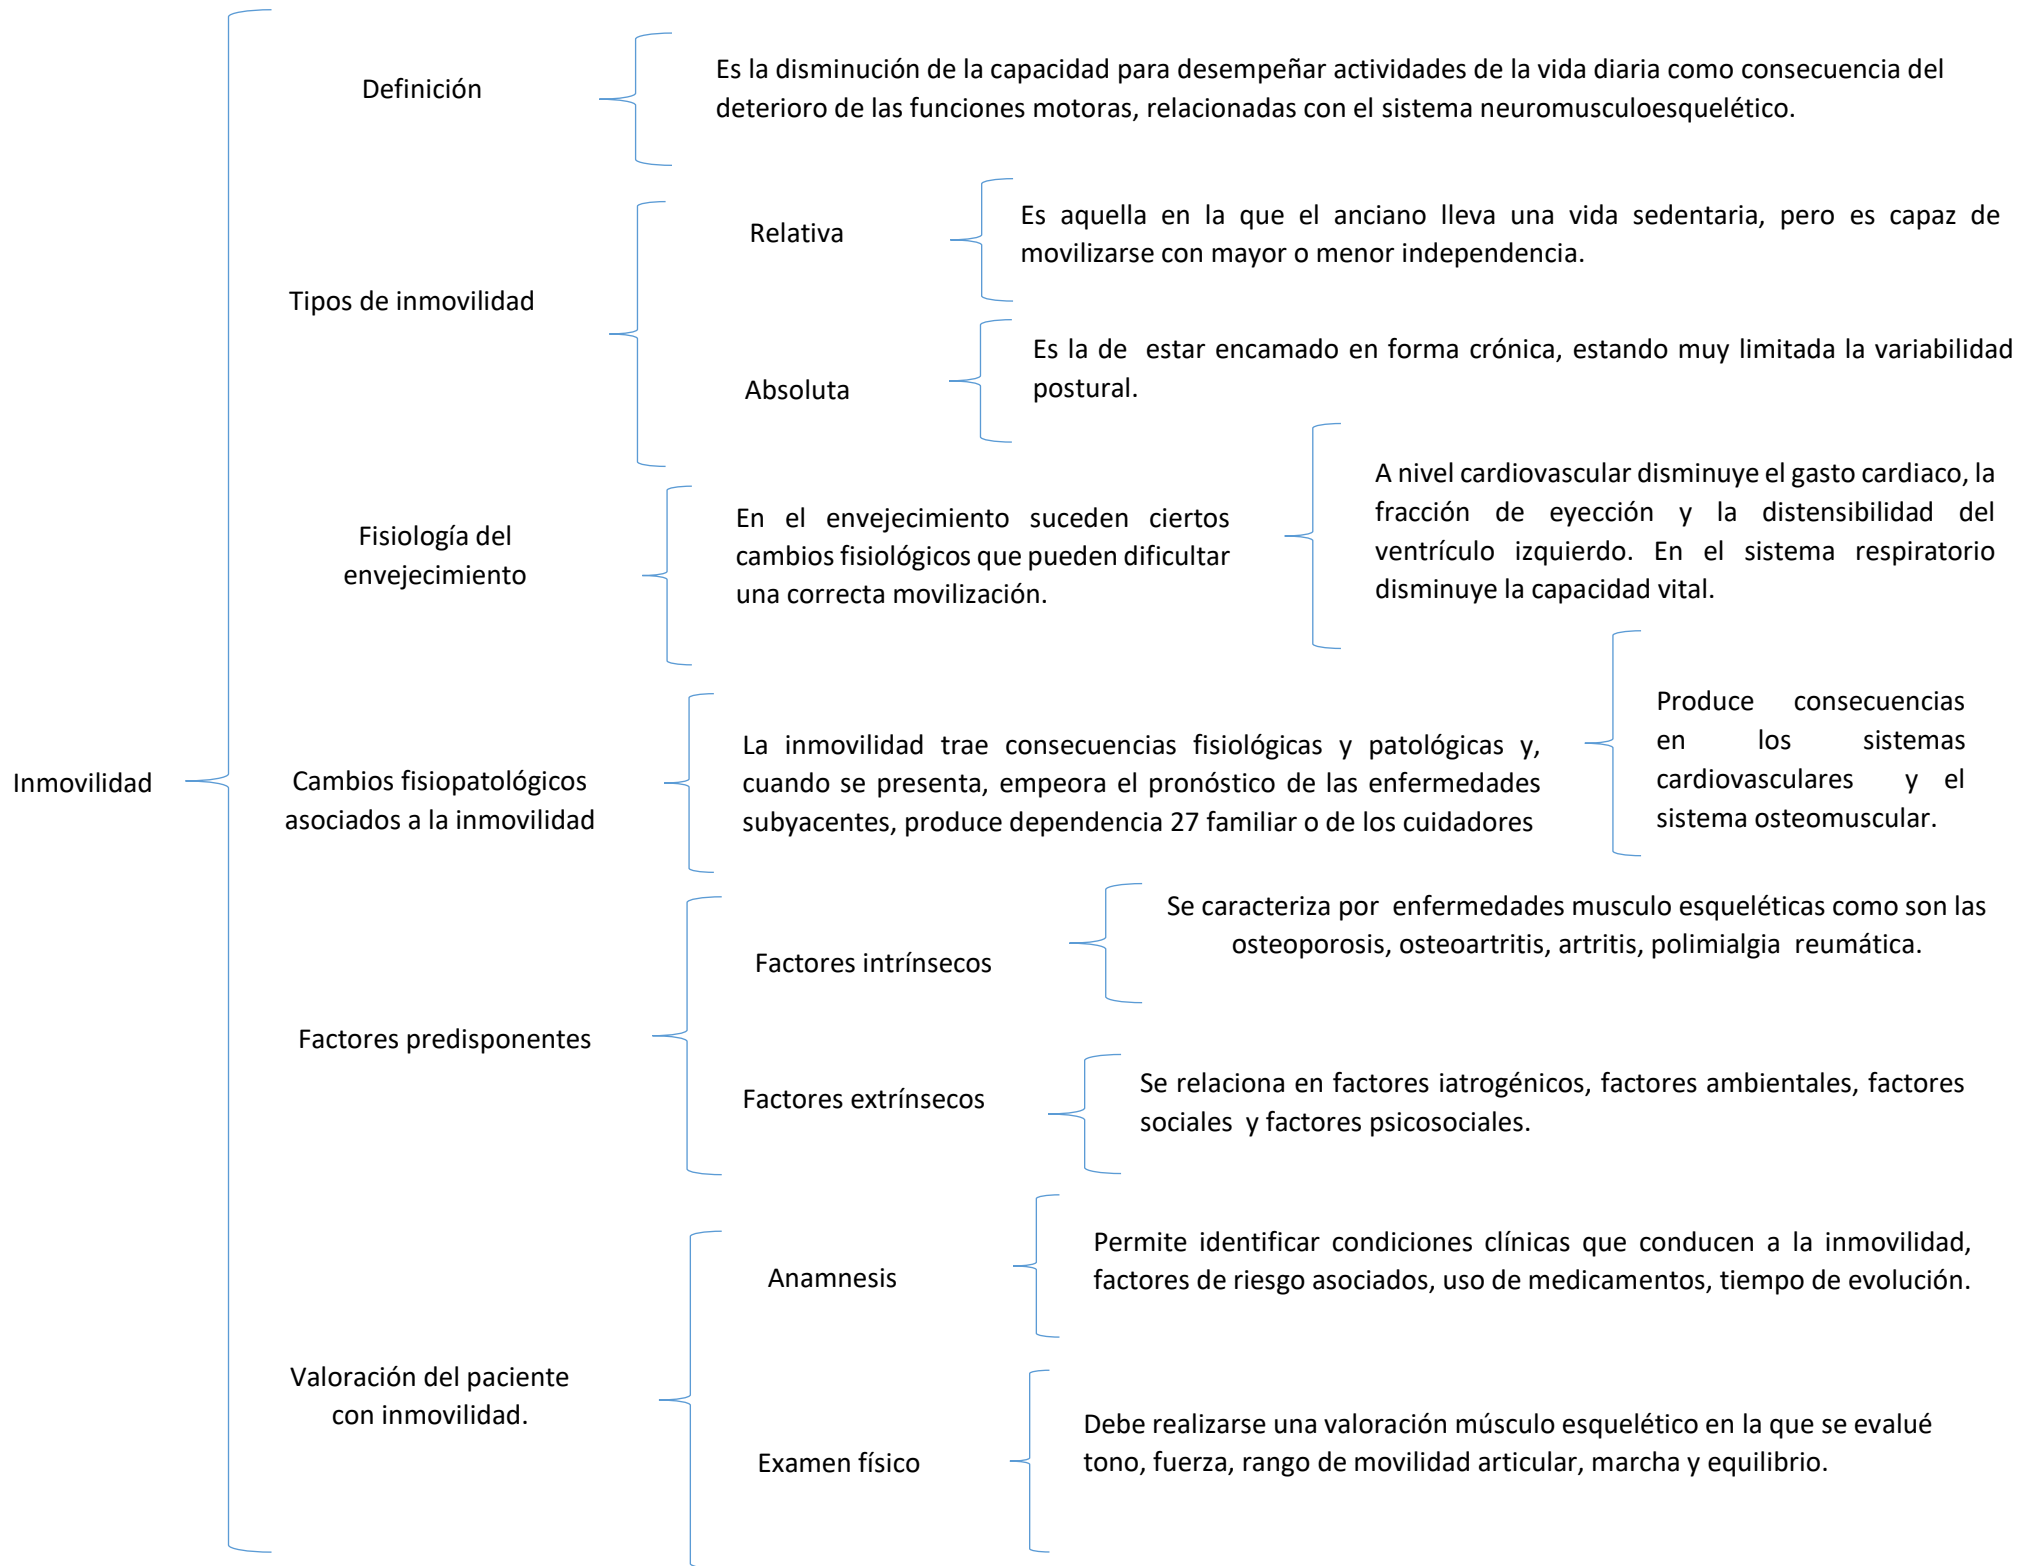 Inmovilidad
Definición
Es la disminución de la capacidad para desempeñar actividades de la vida diaria como consecuencia del
deterioro de las funciones motoras, relacionadas con el sistema neuromusculoesquelético.
Tipos de inmovilidad
Relativa
Es aquella en la que el anciano lleva una vida sedentaria, pero es capaz de
movilizarse con mayor o menor independencia.
Absoluta
Es la de estar encamado en forma crónica, estando muy limitada la variabilidad
postural.
Fisiología del
envejecimiento
En el envejecimiento suceden ciertos
cambios fisiológicos que pueden dificultar
una correcta movilización.
A nivel cardiovascular disminuye el gasto cardiaco, la
fracción de eyección y la distensibilidad del
ventrículo izquierdo. En el sistema respiratorio
disminuye la capacidad vital.
Cambios fisiopatológicos
asociados a la inmovilidad
La inmovilidad trae consecuencias fisiológicas y patológicas y,
cuando se presenta, empeora el pronóstico de las enfermedades
subyacentes, produce dependencia 27 familiar o de los cuidadores
Produce consecuencias
en los sistemas
cardiovasculares y el
sistema osteomuscular.
Factores predisponentes
Factores intrínsecos
Se caracteriza por enfermedades musculo esqueléticas como son las
osteoporosis, osteoartritis, artritis, polimialgia reumática.
Factores extrínsecos
Se relaciona en factores iatrogénicos, factores ambientales, factores
sociales y factores psicosociales.
Valoración del paciente
con inmovilidad.
Anamnesis
Permite identificar condiciones clínicas que conducen a la inmovilidad,
factores de riesgo asociados, uso de medicamentos, tiempo de evolución.
Examen físico
Debe realizarse una valoración músculo esquelético en la que se evalué
tono, fuerza, rango de movilidad articular, marcha y equilibrio.